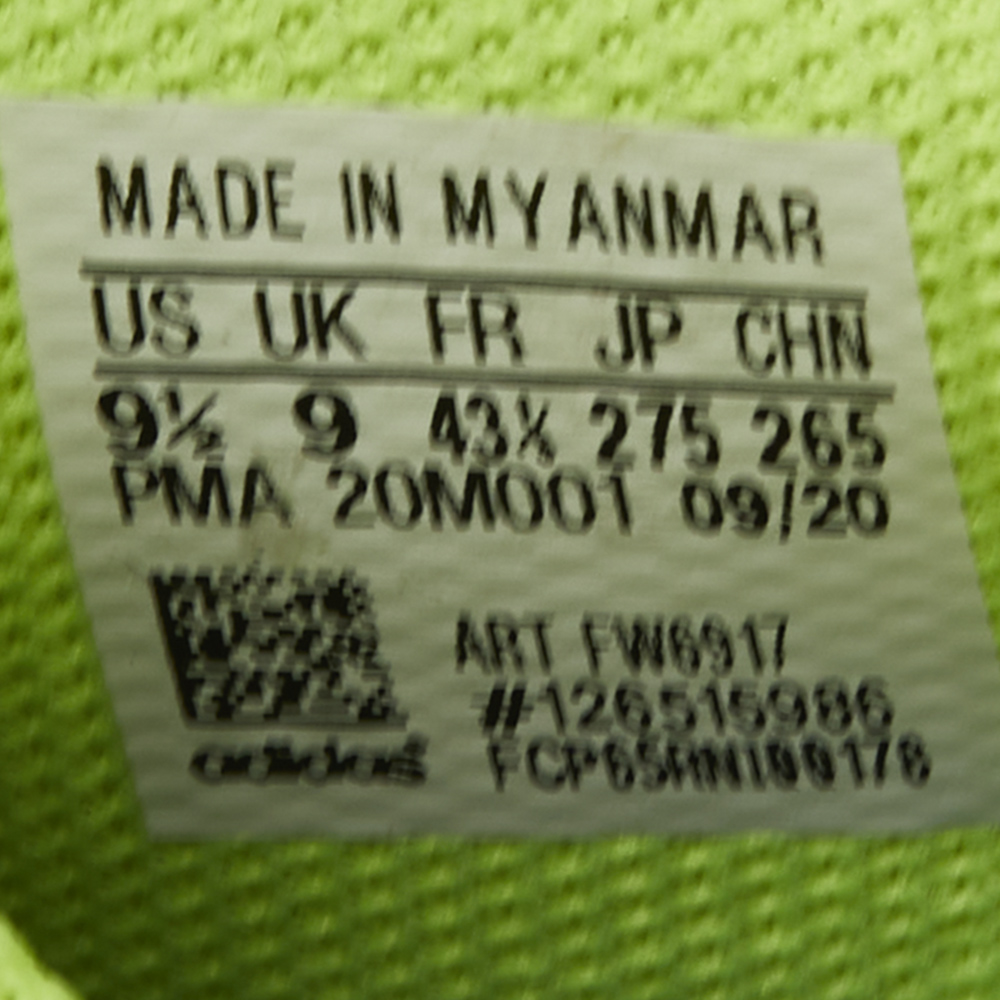 MADE IN MYANMAR
US UK FR JP CHN
9½ 9 43⅓ 275 265
PMA 20M001 09/20
ART FW6917
#126515986
adidas